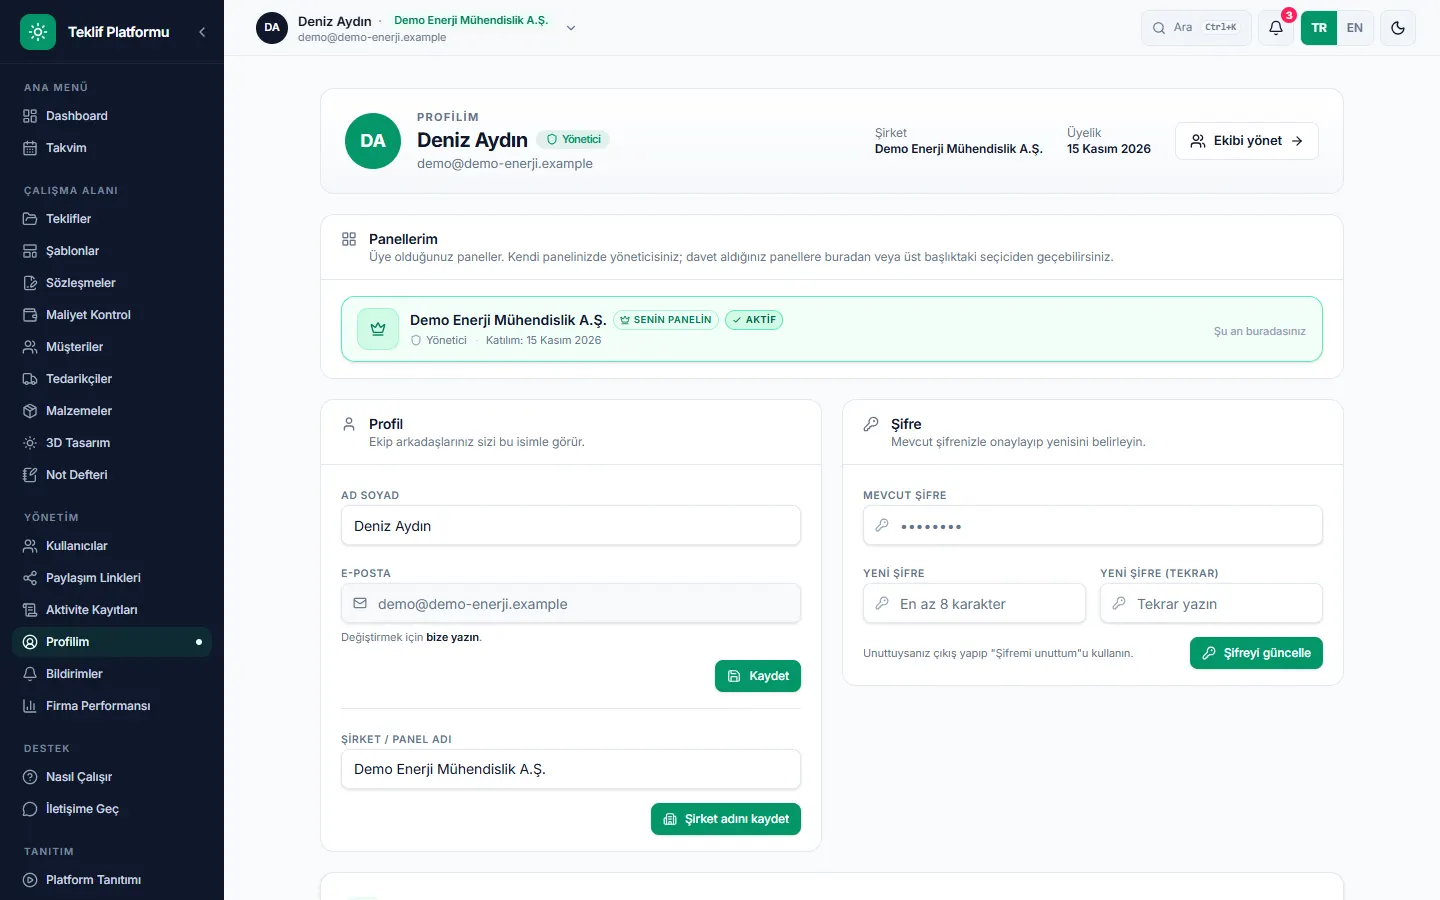 Teklif Platformu
ANA MENÜ
Dashboard
Takvim
ÇALIŞMA ALANI
Teklifler
Şablonlar
Sözleşmeler
Maliyet Kontrol
Müşteriler
Tedarikçiler
Malzemeler
3D Tasarım
Not Defteri
YÖNETİM
Kullanıcılar
Paylaşım Linkleri
Aktivite Kayıtları
Profilim
Bildirimler
Firma Performansı
DESTEK
Nasıl Çalışır
İletişime Geç
TANITIM
Platform Tanıtımı
DA
Deniz Aydın · Demo Enerji Mühendislik A.Ş.
demo@demo-enerji.example
Ara Ctrl+K
3
TR EN
DA
PROFİLİM
Deniz Aydın Yönetici
demo@demo-enerji.example
Şirket
Demo Enerji Mühendislik A.Ş.
Üyelik
15 Kasım 2026
Ekibi yönet
Panellerim
Üye olduğunuz paneller. Kendi panelinizde yöneticisiniz; davet aldığınız panellere buradan veya üst başlıktaki seçiciden geçebilirsiniz.
Demo Enerji Mühendislik A.Ş. SENİN PANELİN AKTİF
Yönetici · Katılım: 15 Kasım 2026
Şu an buradasınız
Profil
Ekip arkadaşlarınız sizi bu isimle görür.
AD SOYAD
Deniz Aydın
E-POSTA
demo@demo-enerji.example
Değiştirmek için bize yazın.
Kaydet
ŞİRKET / PANEL ADI
Demo Enerji Mühendislik A.Ş.
Şirket adını kaydet
Şifre
Mevcut şifrenizle onaylayıp yenisini belirleyin.
MEVCUT ŞİFRE
••••••••
YENİ ŞİFRE
En az 8 karakter
YENİ ŞİFRE (TEKRAR)
Tekrar yazın
Unuttuysanız çıkış yapıp "Şifremi unuttum"u kullanın.
Şifreyi güncelle